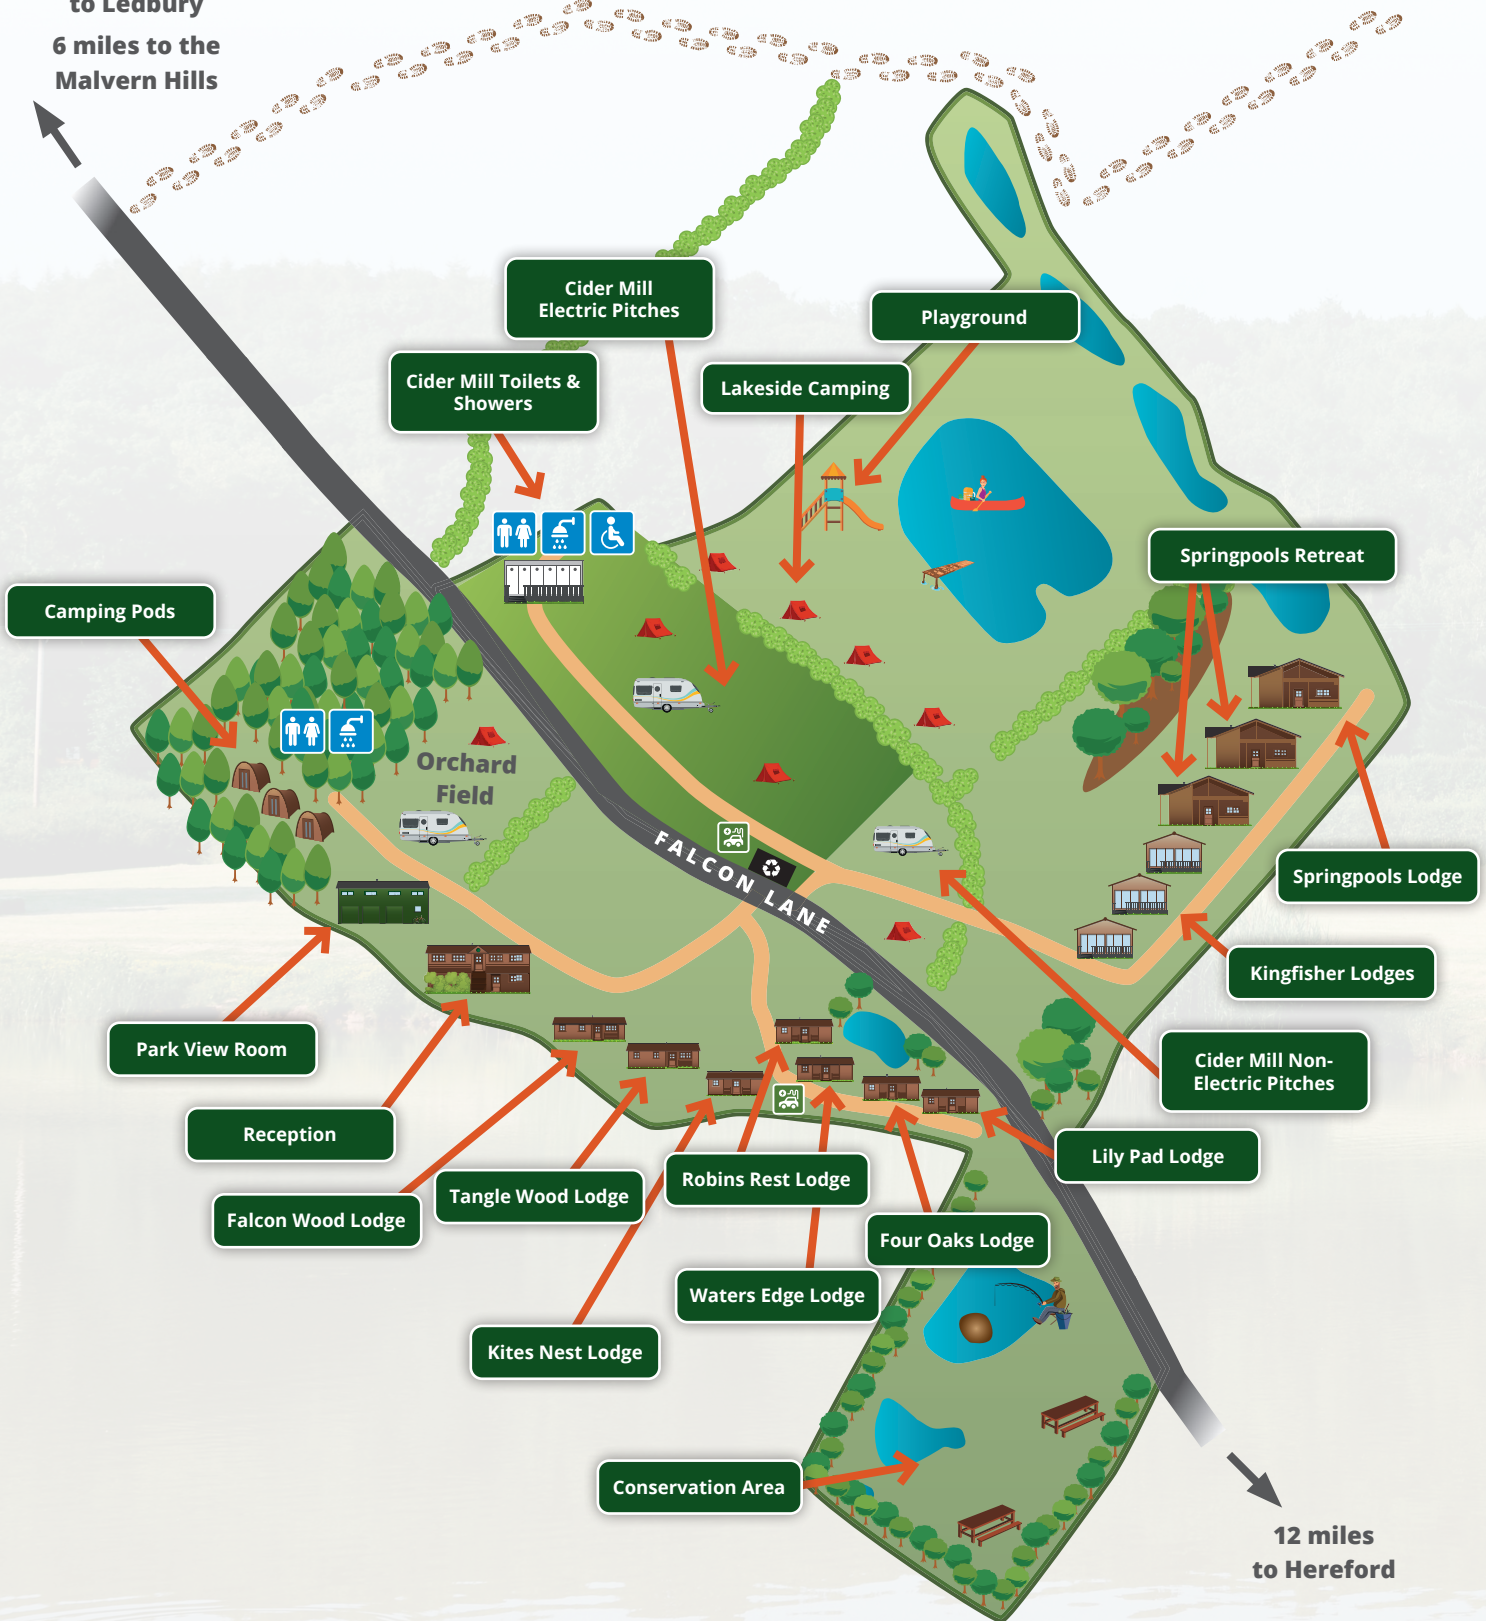 to Ledbury
6 miles to the
Malvern Hills
Cider Mill
Electric Pitches
Playground
Cider Mill Toilets &
Showers
Lakeside Camping
Springpools Retreat
Camping Pods
Orchard
Field
FALCON LANE
Springpools Lodge
Kingfisher Lodges
Park View Room
Cider Mill Non-
Electric Pitches
Reception
Lily Pad Lodge
Robins Rest Lodge
Tangle Wood Lodge
Falcon Wood Lodge
Four Oaks Lodge
Waters Edge Lodge
Kites Nest Lodge
Conservation Area
12 miles
to Hereford